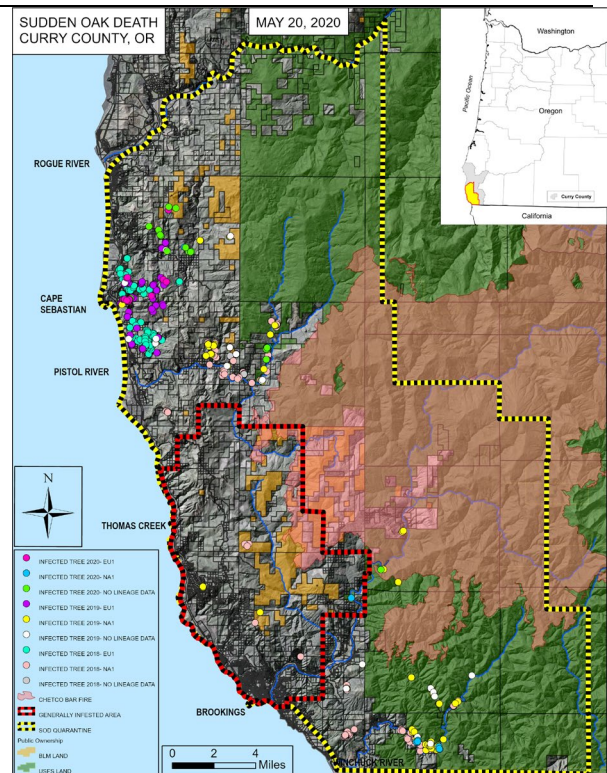 SUDDEN OAK DEATH
CURRY COUNTY, OR
MAY 20, 2020
Washington
Pacific Ocean
Oregon
Curry County
California
ROGUE RIVER
CAPE
SEBASTIAN
PISTOL RIVER
N
THOMAS CREEK
INFECTED TREE 2020- EU1
INFECTED TREE 2020- NA1
INFECTED TREE 2020- NO LINEAGE DATA
INFECTED TREE 2019- EU1
INFECTED TREE 2019- NA1
INFECTED TREE 2019- NO LINEAGE DATA
INFECTED TREE 2018- EU1
INFECTED TREE 2018- NA1
INFECTED TREE 2018- NO LINEAGE DATA
CHETCO BAR FIRE
GENERALLY INFESTED AREA
SOD QUARANTINE
Public Ownership
BLM LAND
USFS LAND
BROOKINGS
0 2 4
Miles
RIVER